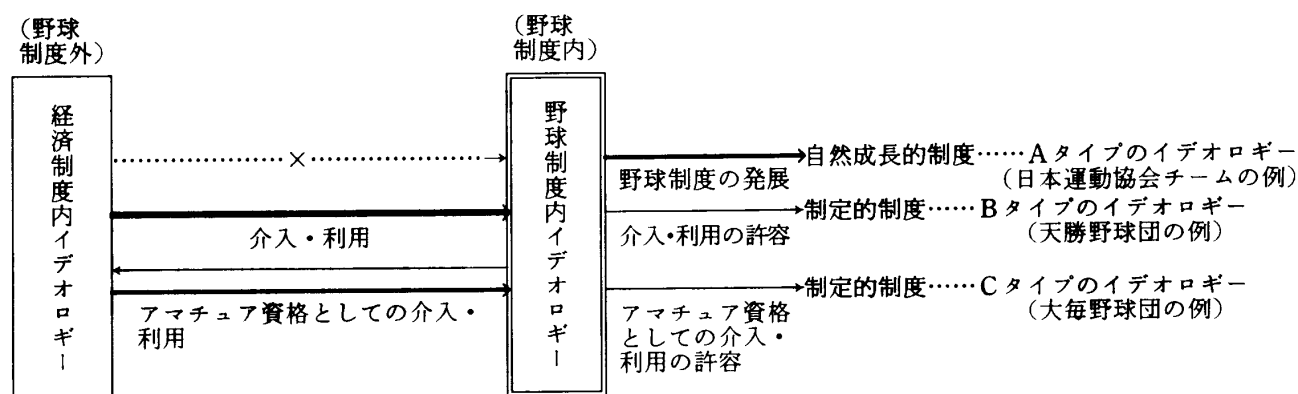 (野球
制度外)
(野球
制度内)
経済制度内イデオロギー
野球制度内イデオロギー
×
野球制度の発展
自然成長的制度……Aタイプのイデオロギー
(日本運動協会チームの例)
介入・利用
介入・利用の許容
制定的制度……Bタイプのイデオロギー
(天勝野球団の例)
アマチュア資格としての介入・
利用
アマチュア資格
としての介入・
利用の許容
制定的制度……Cタイプのイデオロギー
(大毎野球団の例)